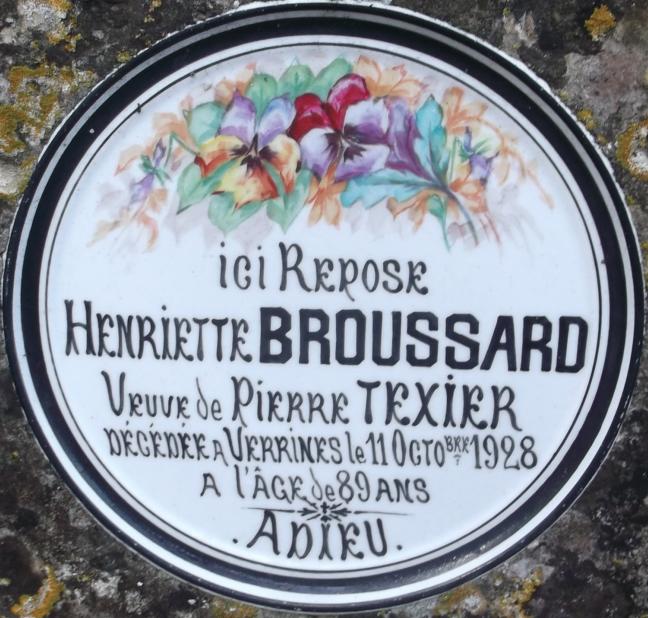 ici Repose
Henriette BROUSSARD
Veuve de Pierre TEXIER
Décédée a Verrines le 11 Octobre 1928
a l'âge de 89 ans
. Adieu .